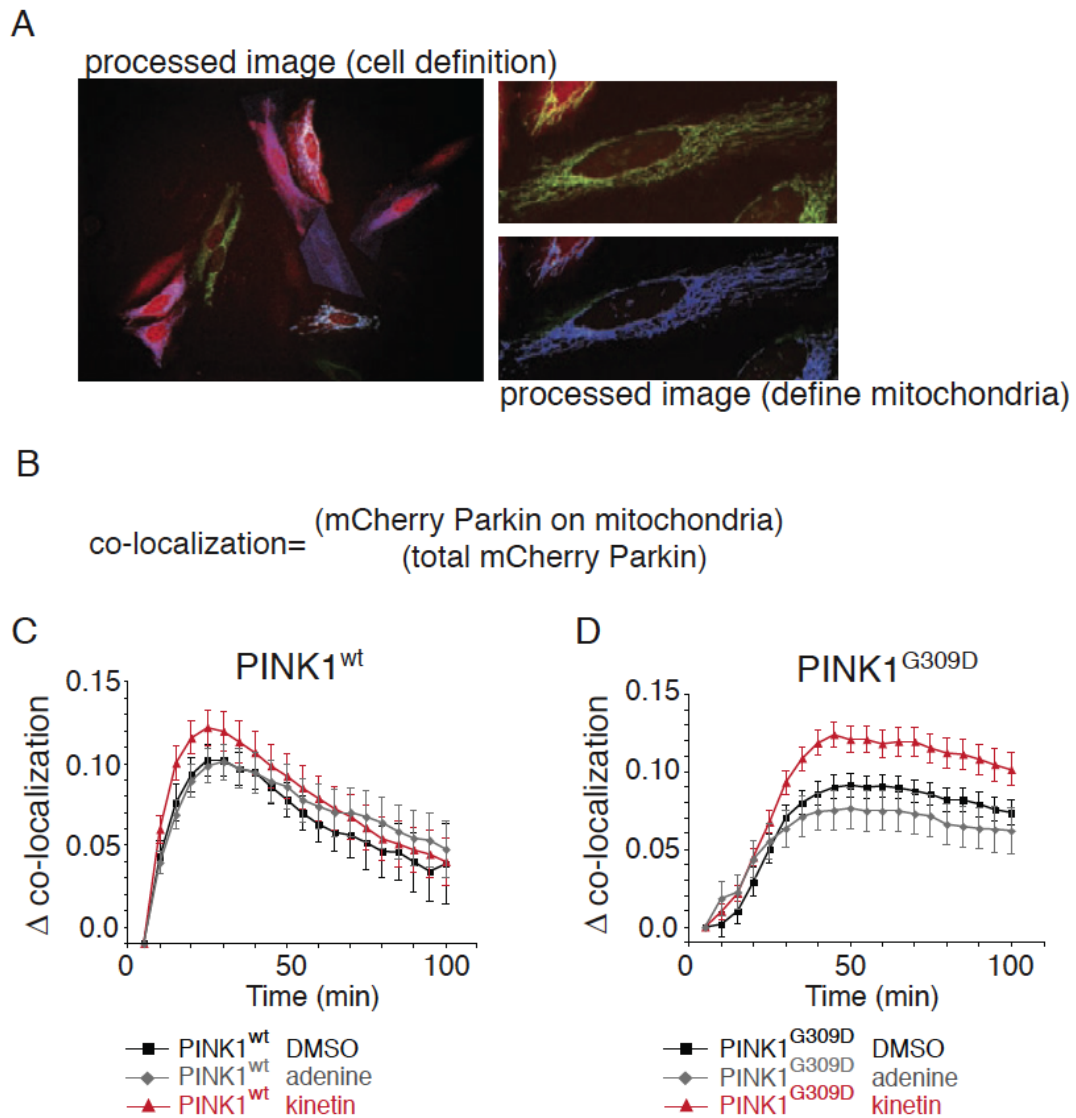 A
processed image (cell definition)
processed image (define mitochondria)
B
co-localization= (mCherry Parkin on mitochondria)
(total mCherry Parkin)
C
PINK1wt
Δ co-localization
0.15
0.10
0.05
0.0
0 50 100
Time (min)
PINK1wt DMSO
PINK1wt adenine
PINK1wt kinetin
D
PINK1G309D
Δ co-localization
0.15
0.10
0.05
0.0
0 50 100
Time (min)
PINK1G309D DMSO
PINK1G309D adenine
PINK1G309D kinetin